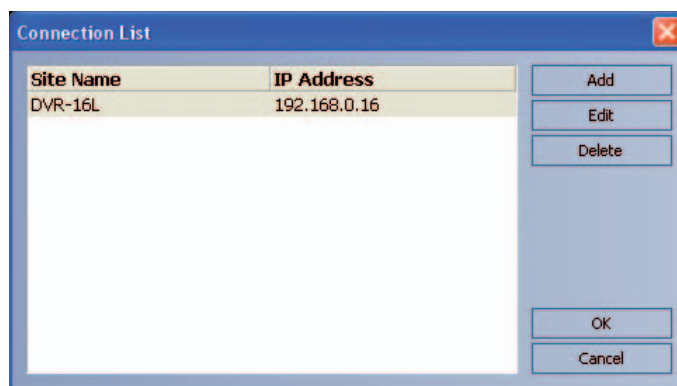 Connection List
Site Name IP Address
DVR-16L 192.168.0.16
Add
Edit
Delete
OK
Cancel